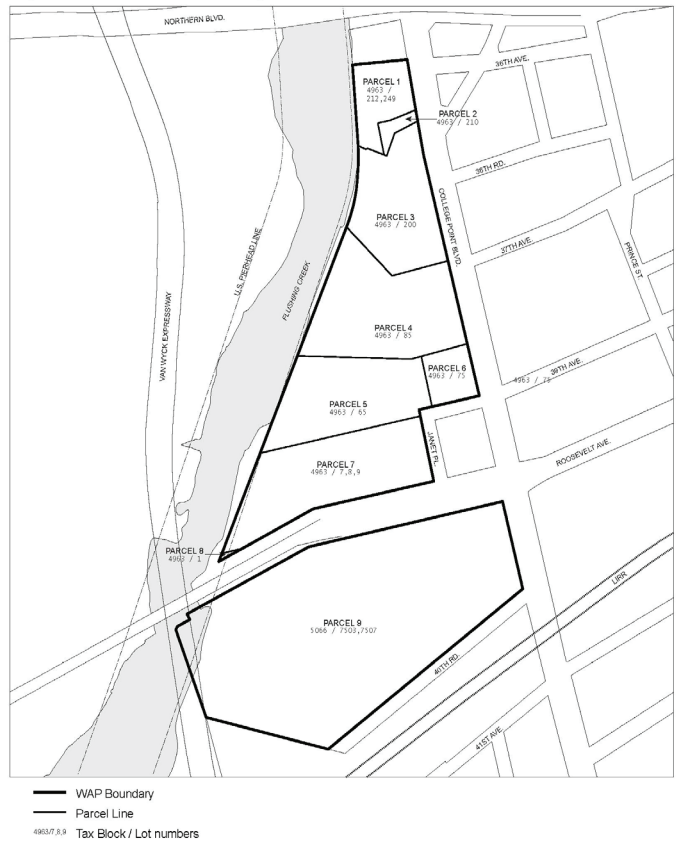 NORTHERN BLVD.
36TH AVE.
PARCEL 1
4963 /
212,249
PARCEL 2
4963 / 210
36TH RD.
COLLEGE POINT BLVD.
PARCEL 3
4963 / 200
37TH AVE.
PRINCE ST.
U.S. PIERHEAD LINE
FLUSHING CREEK
VAN WYCK EXPRESSWAY
PARCEL 4
4963 / 85
PARCEL 6
4963 / 75
39TH AVE.
4963 / 75
PARCEL 5
4963 / 65
JANET PL.
ROOSEVELT AVE.
PARCEL 7
4963 / 7,8,9
PARCEL 8
4963 / 1
LIRR
PARCEL 9
5066 / 7503,7507
40TH RD.
41ST AVE.
WAP Boundary
Parcel Line
4963/7,8,9 Tax Block / Lot numbers